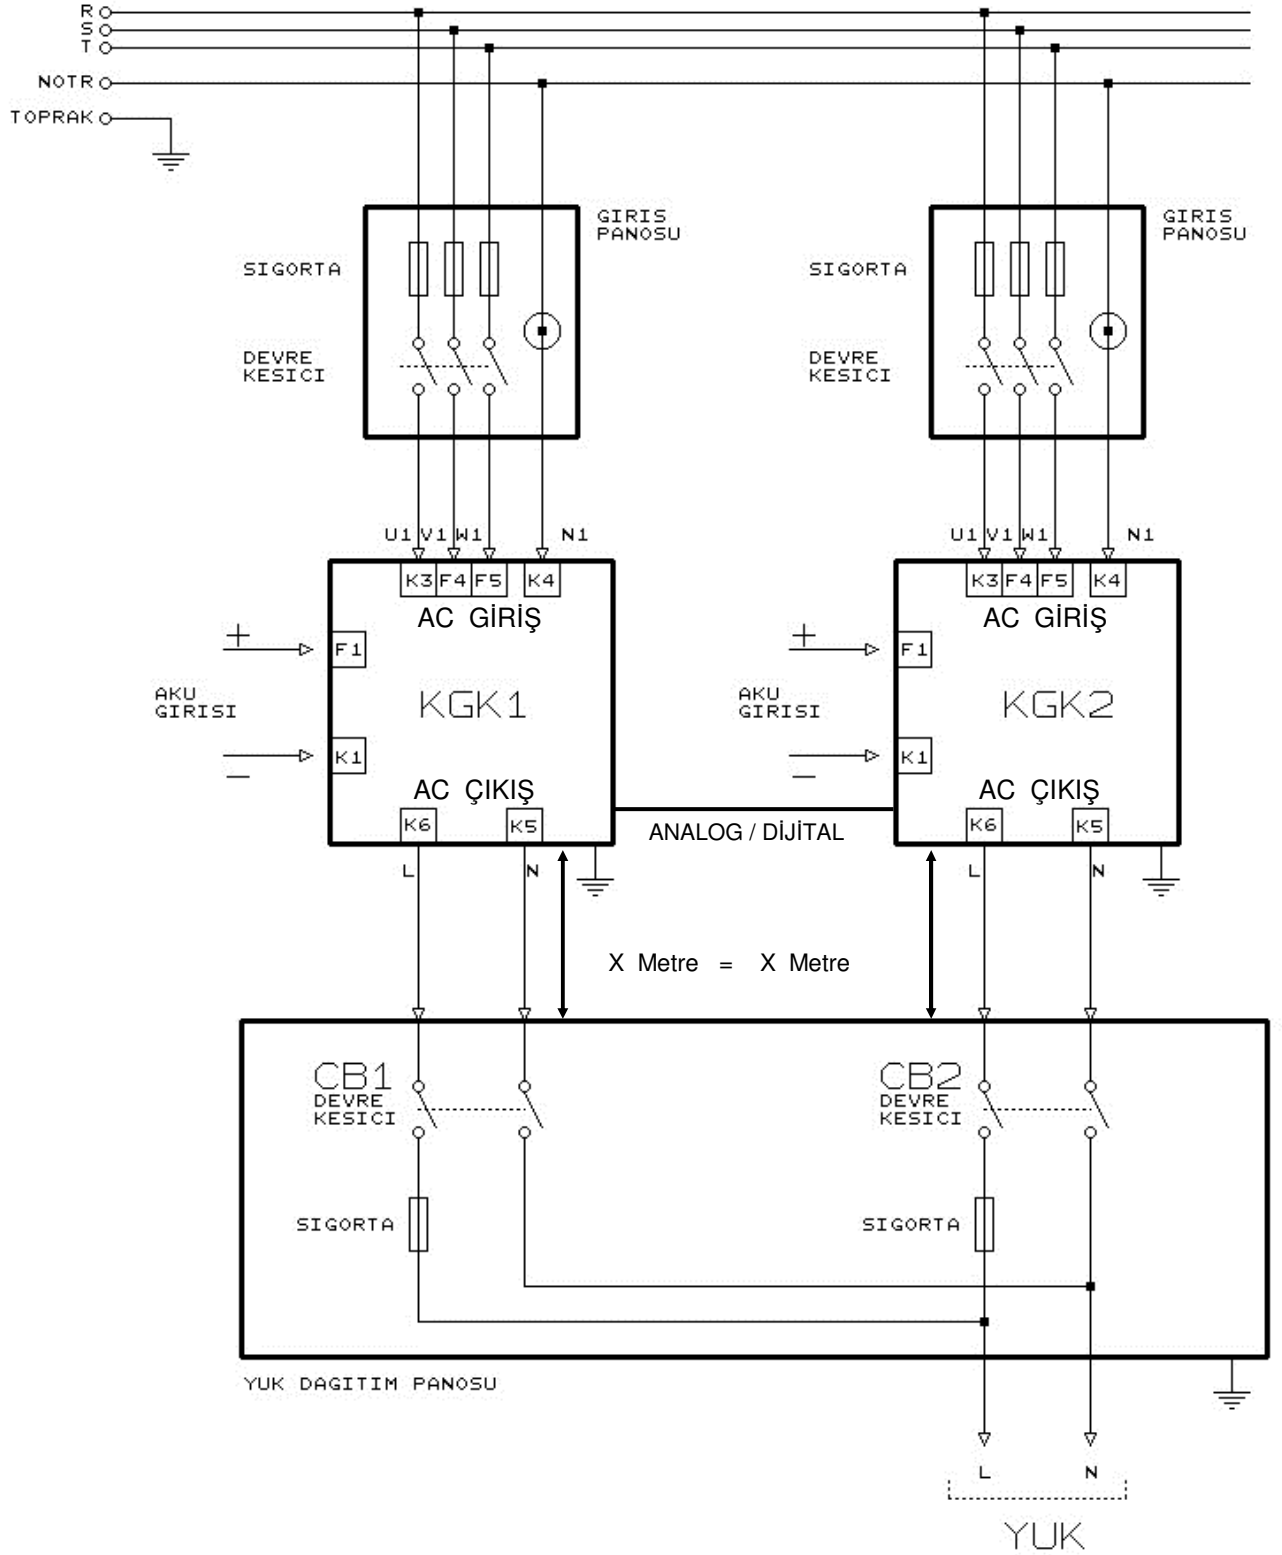 R
S
T
NOTR
TOPRAK
GIRIS
PANOSU
GIRIS
PANOSU
SIGORTA
SIGORTA
DEVRE
KESICI
DEVRE
KESICI
U1 V1 W1 N1
U1 V1 W1 N1
K3 F4 F5 K4
K3 F4 F5 K4
AC GİRİŞ
AC GİRİŞ
+
F1
+
F1
AKU
GIRISI
KGK1
AKU
GIRISI
KGK2
K1
K1
AC ÇIKIŞ
AC ÇIKIŞ
K6 K5
ANALOG / DİJİTAL
K6 K5
L N
L N
X Metre = X Metre
CB1
DEVRE
KESICI
CB2
DEVRE
KESICI
SIGORTA
SIGORTA
YUK DAGITIM PANOSU
L N
YUK